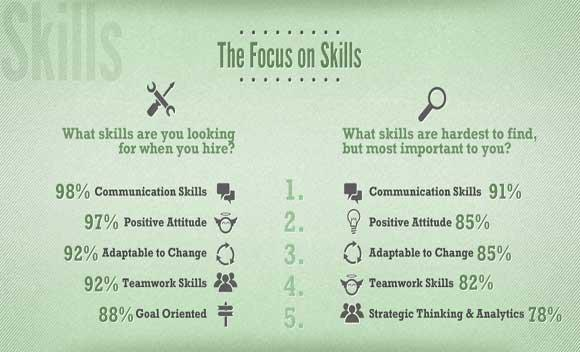 Skills
The Focus on Skills
What skills are you looking
for when you hire?
98% Communication Skills
97% Positive Attitude
92% Adaptable to Change
92% Teamwork Skills
88% Goal Oriented
1.
2.
3.
4.
5.
What skills are hardest to find,
but most important to you?
Communication Skills 91%
Positive Attitude 85%
Adaptable to Change 85%
Teamwork Skills 82%
Strategic Thinking & Analytics 78%